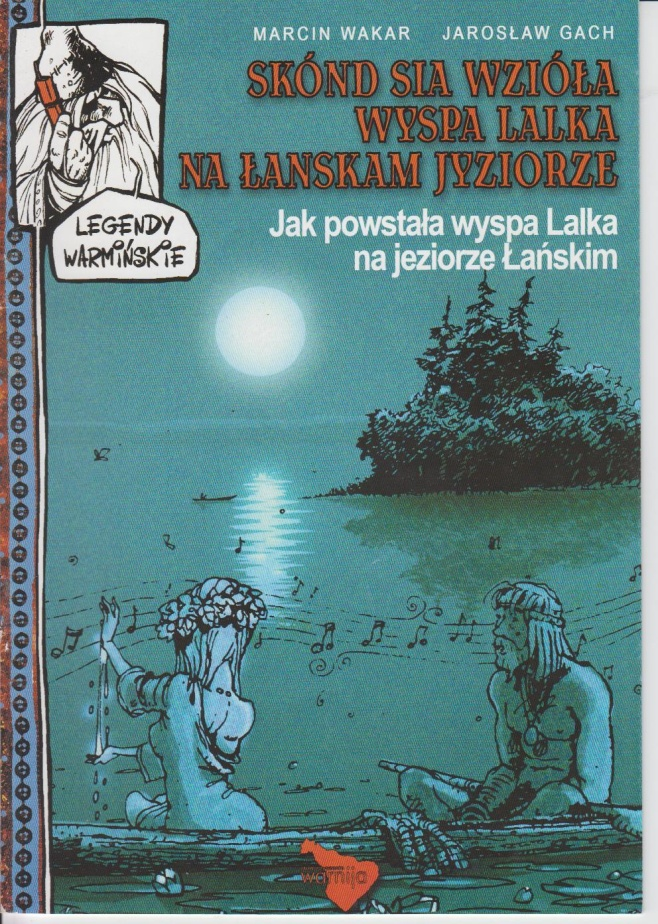 MARCIN WAKAR JAROSŁAW GACH
SKÓND SIA WZIÓŁA
WYSPA LALKA
NA ŁANSKAM JYZIORZE
Jak powstała wyspa Lalka
na jeziorze Łańskim
LEGENDY
WARMIŃSKIE
warnija